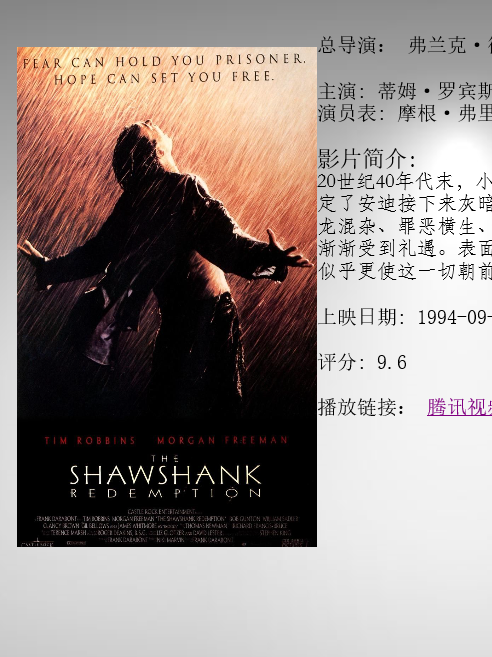 FEAR CAN HOLD YOU PRISONER.
HOPE CAN SET YOU FREE.
TIM ROBBINS MORGAN FREEMAN
THE
SHAWSHANK
REDEMPTION
总导演： 弗兰克·
主演: 蒂姆·罗宾斯
演员表: 摩根·弗里
影片简介:
20世纪40年代末，小
定了安迪接下来灰暗
龙混杂、罪恶横生、
渐渐受到礼遇。表面
似乎更使这一切朝前
上映日期: 1994-09-
评分: 9.6
播放链接： 腾讯视频